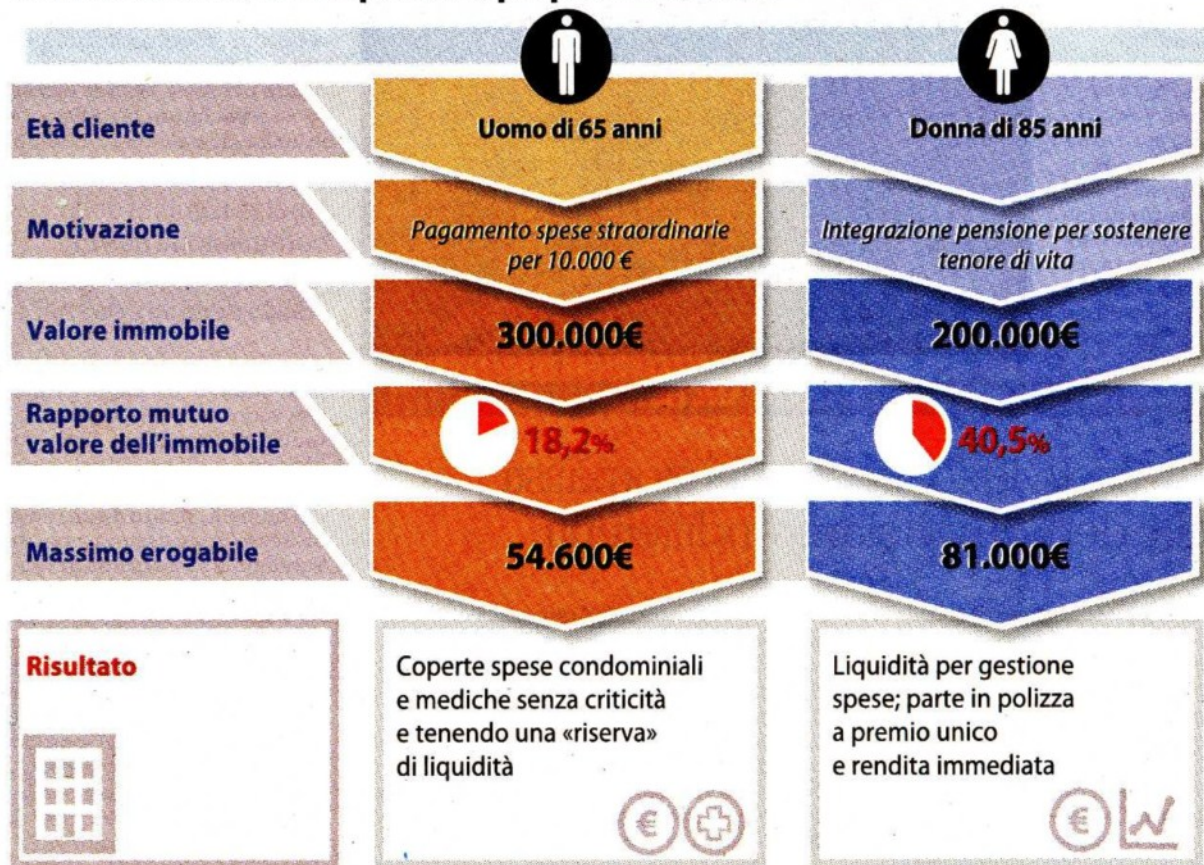 Età cliente
Uomo di 65 anni
Donna di 85 anni
Motivazione
Pagamento spese straordinarie
per 10.000 €
Integrazione pensione per sostenere
tenore di vita
Valore immobile
300.000€
200.000€
Rapporto mutuo
valore dell'immobile
18,2%
40,5%
Massimo erogabile
54.600€
81.000€
Risultato
Coperte spese condominiali
e mediche senza criticità
e tenendo una «riserva»
di liquidità
€
Liquidità per gestione
spese; parte in polizza
a premio unico
e rendita immediata
€